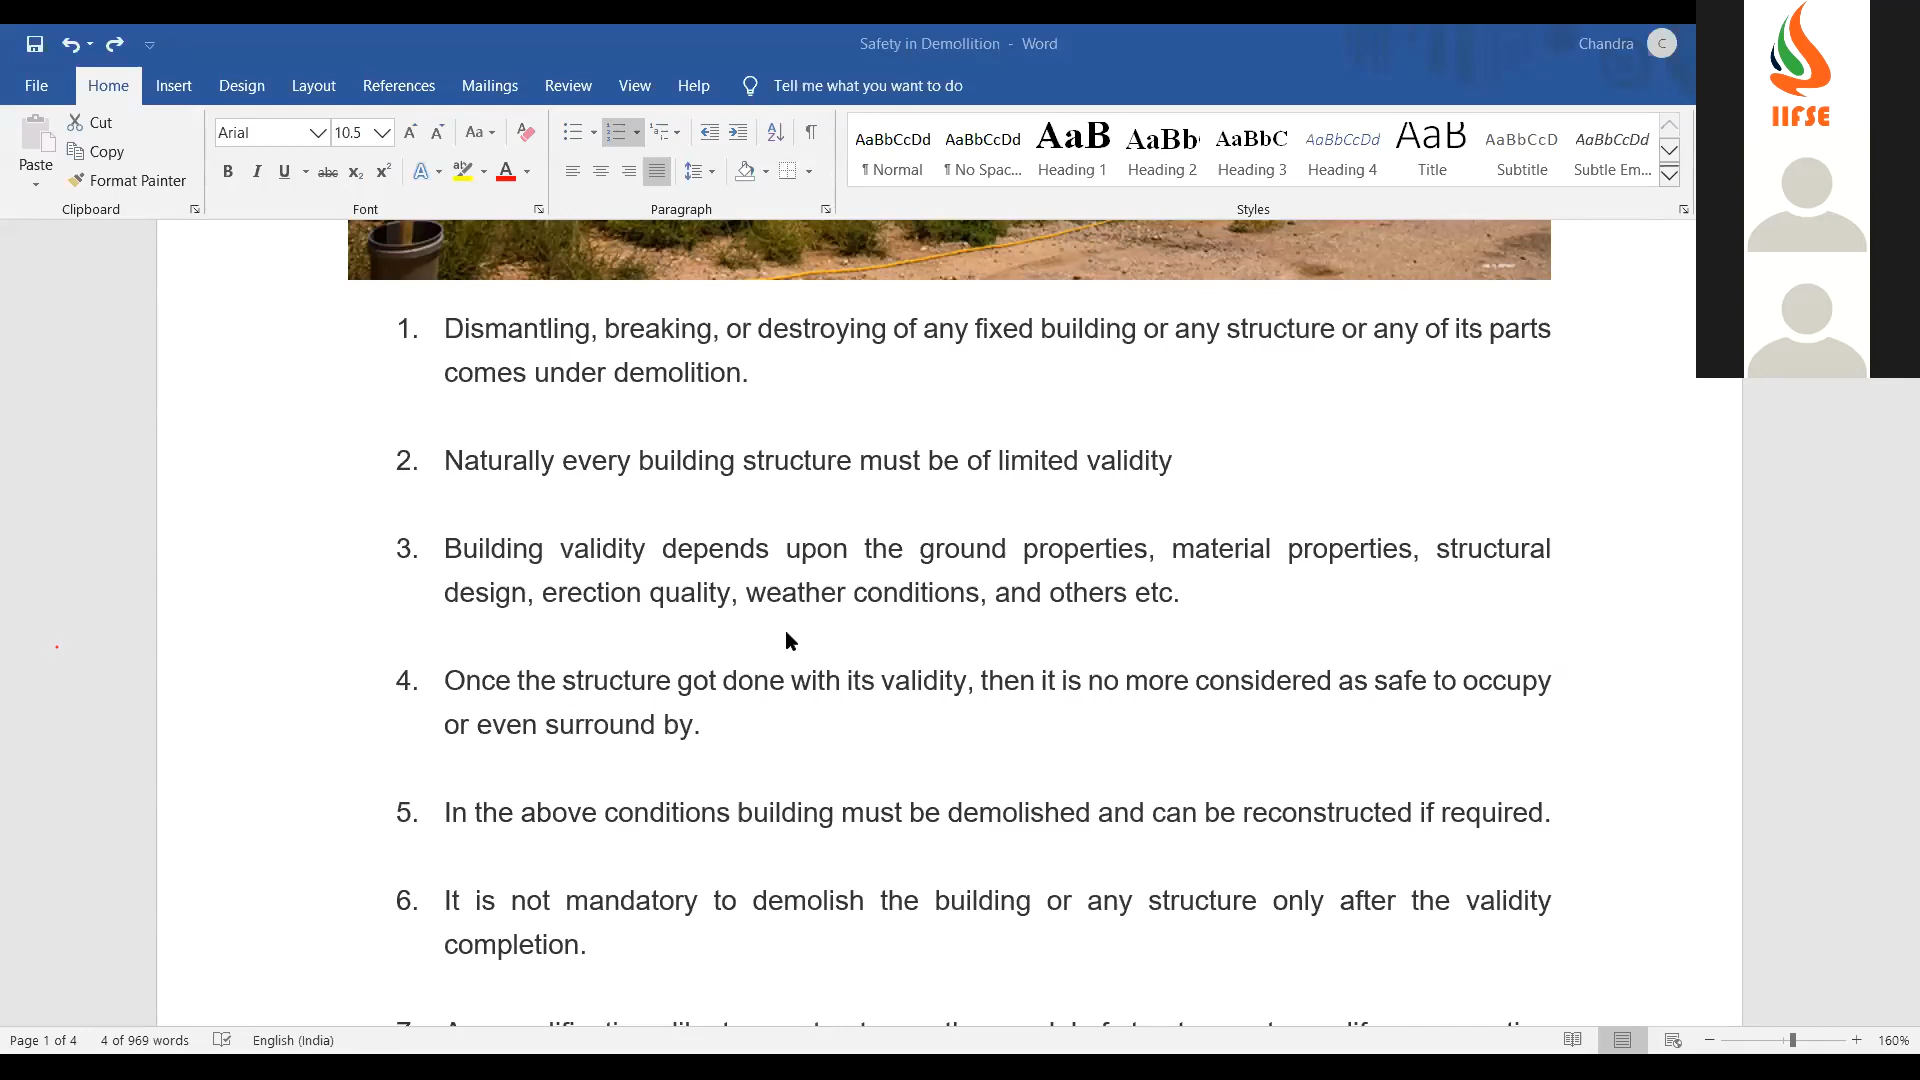 Safety in Demollition - Word
Chandra C
File Home Insert Design Layout References Mailings Review View Help Tell me what you want to do
IIFSE
Paste
Cut
Copy
Format Painter
Clipboard
Arial 10.5
Font
Paragraph
AaBbCcDd AaBbCcDd AaB AaBb( AaBbC AaBbCcDd AaB AaBbCcD AaBbCcDd
¶ Normal ¶ No Spac... Heading 1 Heading 2 Heading 3 Heading 4 Title Subtitle Subtle Em...
Styles
1. Dismantling, breaking, or destroying of any fixed building or any structure or any of its parts
comes under demolition.
2. Naturally every building structure must be of limited validity
3. Building validity depends upon the ground properties, material properties, structural
design, erection quality, weather conditions, and others etc.
4. Once the structure got done with its validity, then it is no more considered as safe to occupy
or even surround by.
5. In the above conditions building must be demolished and can be reconstructed if required.
6. It is not mandatory to demolish the building or any structure only after the validity
completion.
Page 1 of 4 4 of 969 words English (India) 160%